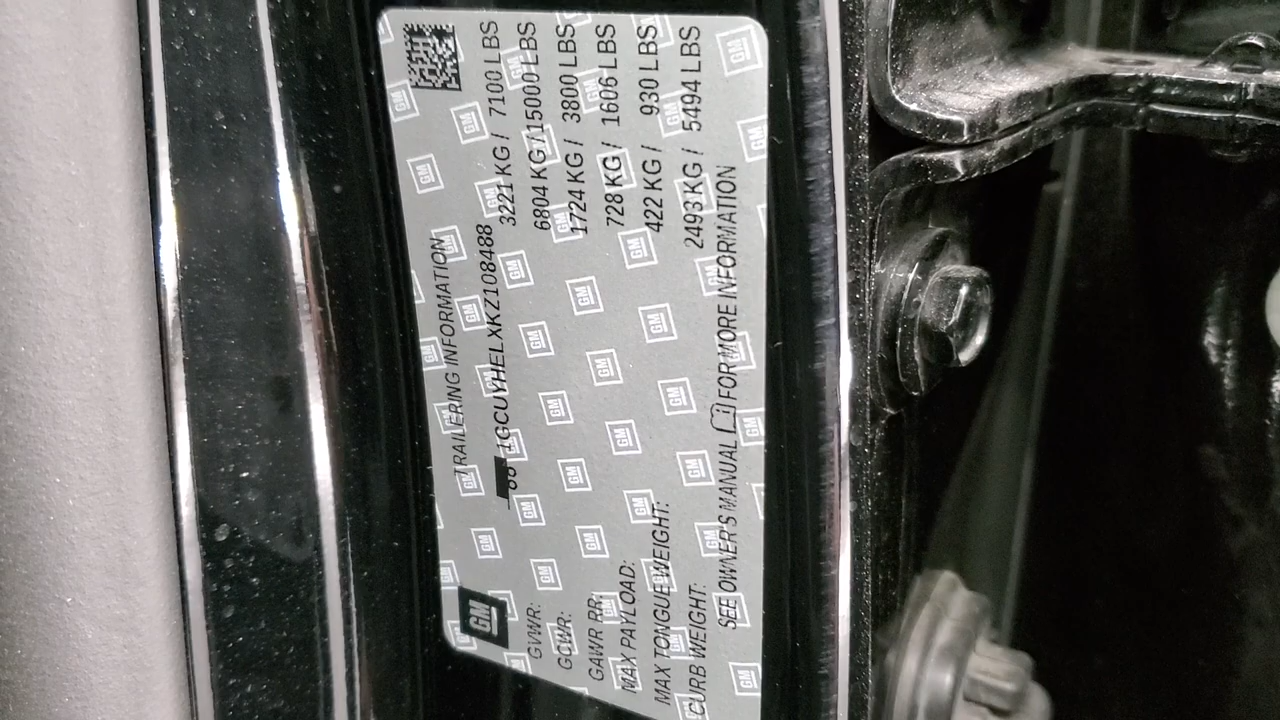 GM
TRAILERING INFORMATION
1GCUYHELXKZ108488
GVWR: 3221 KG / 7100 LBS
GCWR: 6804 KG / 15000 LBS
GAWR RR: 1724 KG / 3800 LBS
MAX PAYLOAD: 728 KG / 1606 LBS
MAX TONGUE WEIGHT: 422 KG / 930 LBS
CURB WEIGHT: 2493 KG / 5494 LBS
SEE OWNER'S MANUAL FOR MORE INFORMATION